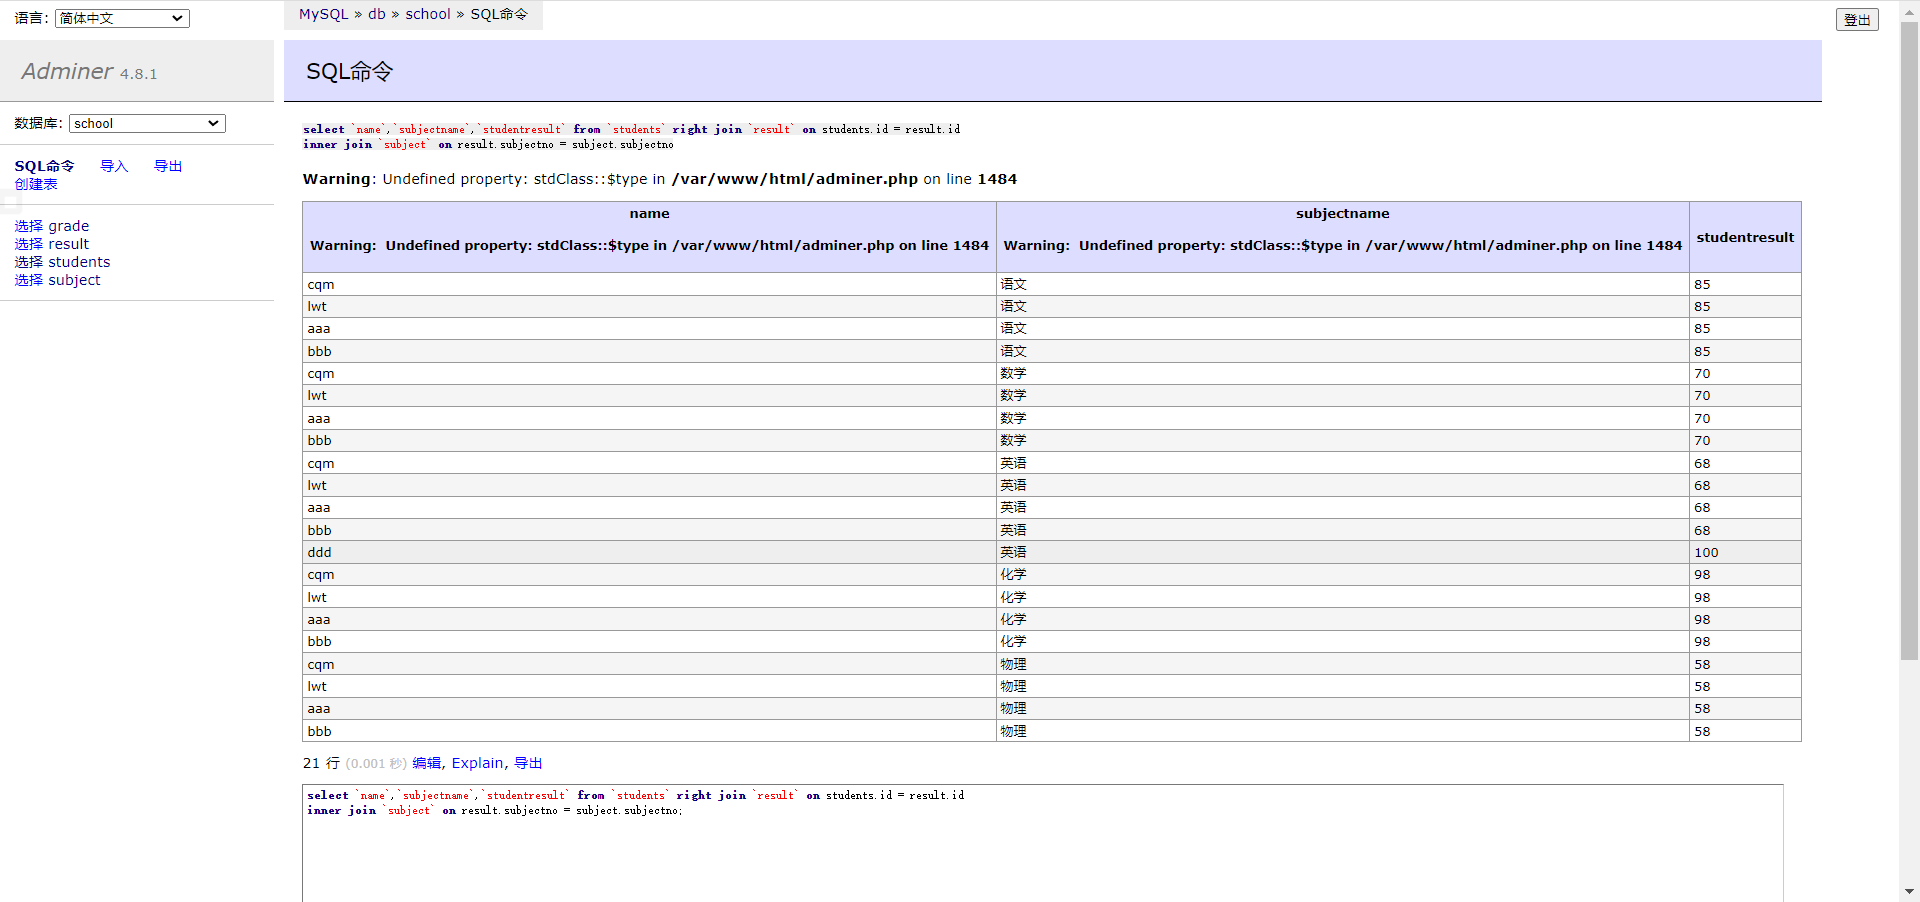 语言: 简体中文
MySQL » db » school » SQL命令
登出
Adminer 4.8.1
SQL命令
数据库: school
SQL命令 导入 导出
创建表
选择 grade
选择 result
选择 students
选择 subject
select `name`,`subjectname`,`studentresult` from `students` right join `result` on students.id = result.id
inner join `subject` on result.subjectno = subject.subjectno
Warning: Undefined property: stdClass::$type in /var/www/html/adminer.php on line 1484
name subjectname studentresult
Warning: Undefined property: stdClass::$type in /var/www/html/adminer.php on line 1484 Warning: Undefined property: stdClass::$type in /var/www/html/adminer.php on line 1484
cqm 语文 85
lwt 语文 85
aaa 语文 85
bbb 语文 85
cqm 数学 70
lwt 数学 70
aaa 数学 70
bbb 数学 70
cqm 英语 68
lwt 英语 68
aaa 英语 68
bbb 英语 68
ddd 英语 100
cqm 化学 98
lwt 化学 98
aaa 化学 98
bbb 化学 98
cqm 物理 58
lwt 物理 58
aaa 物理 58
bbb 物理 58
21 行 (0.001 秒) 编辑, Explain, 导出
select `name`,`subjectname`,`studentresult` from `students` right join `result` on students.id = result.id
inner join `subject` on result.subjectno = subject.subjectno;